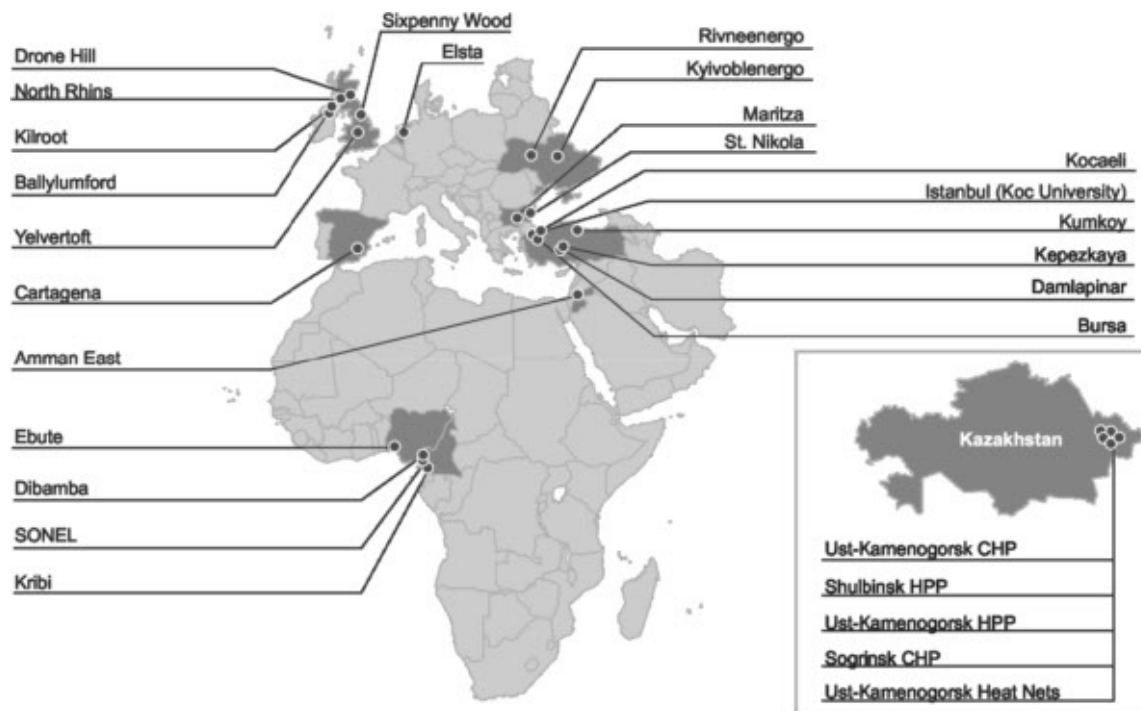 Sixpenny Wood
Drone Hill
Elsta
North Rhins
Kilroot
Ballylumford
Yelvertoft
Cartagena
Amman East
Ebute
Dibamba
SONEL
Kribi
Rivneenergo
Kyivoblenergo
Maritza
St. Nikola
Kocaeli
Istanbul (Koc University)
Kumkoy
Kepezkaya
Damlapinar
Bursa
Kazakhstan
Ust-Kamenogorsk CHP
Shulbinsk HPP
Ust-Kamenogorsk HPP
Sogrinsk CHP
Ust-Kamenogorsk Heat Nets